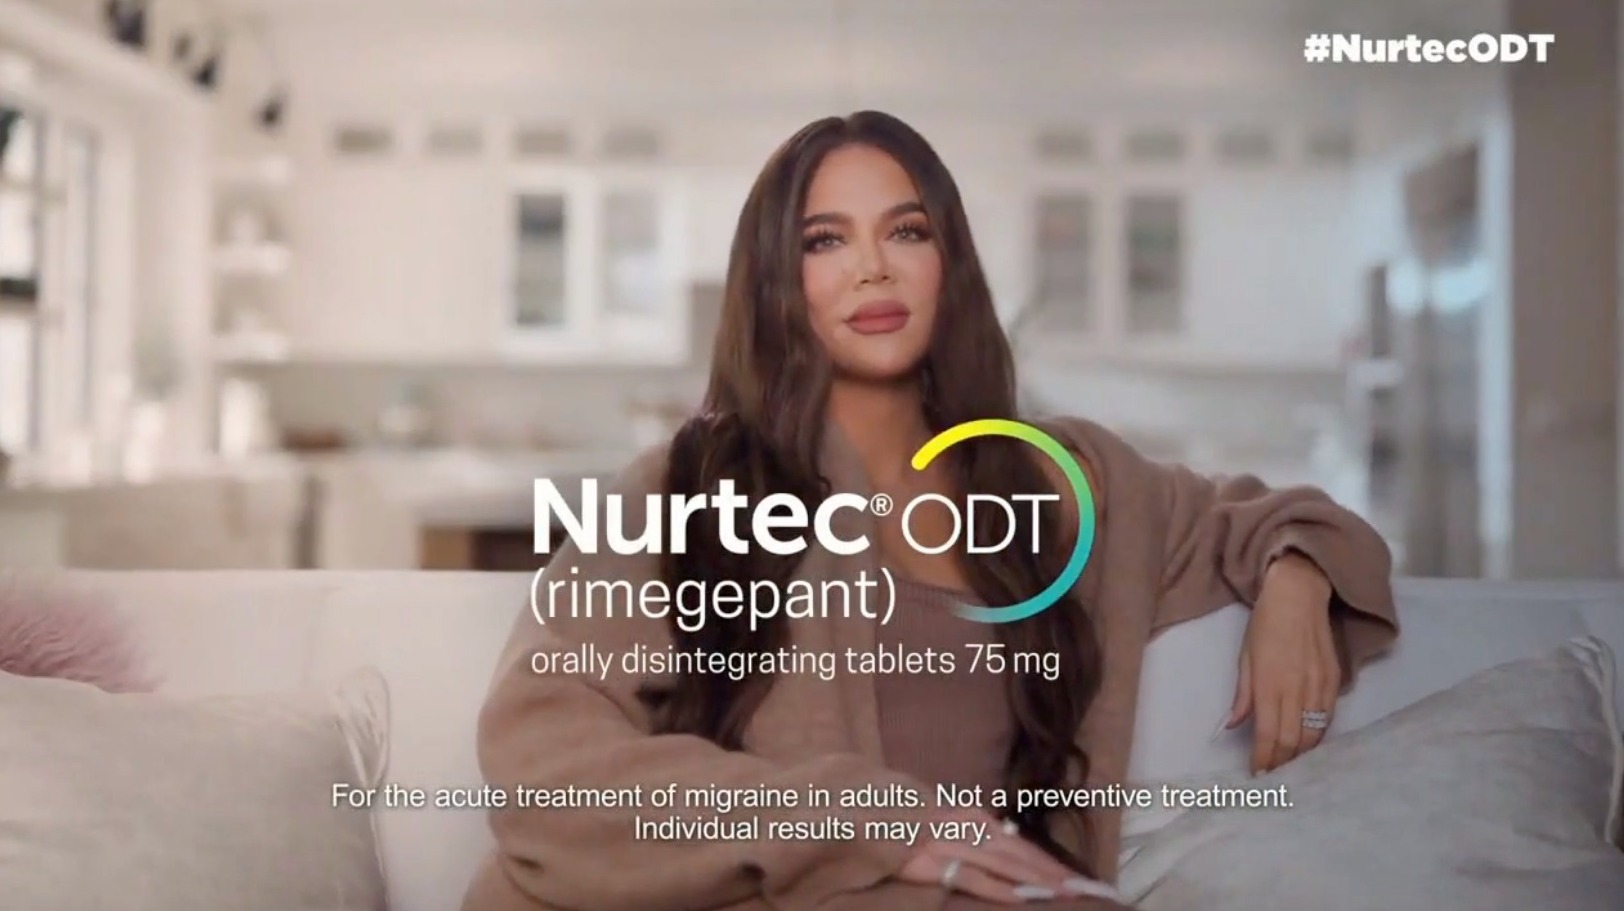 #NurtecODT
Nurtec® ODT
(rimegepant)
orally disintegrating tablets 75 mg
For the acute treatment of migraine in adults. Not a preventive treatment.
Individual results may vary.